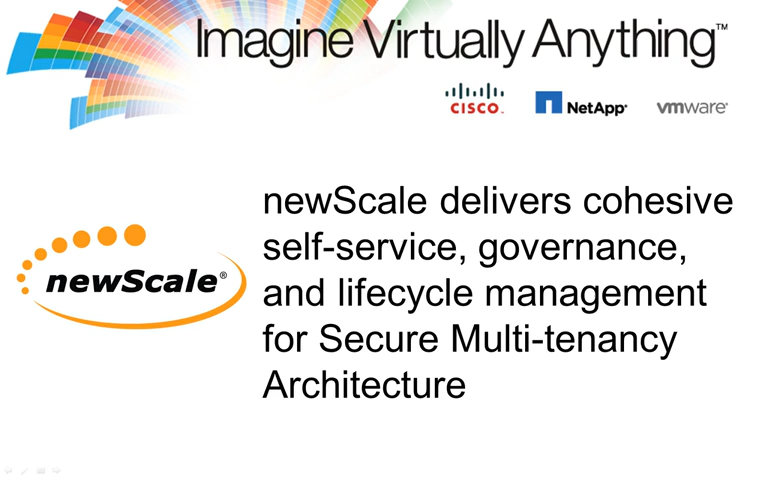 Imagine Virtually Anything™
CISCO.
NetApp®
vmware®
newScale®
newScale delivers cohesive
self-service, governance,
and lifecycle management
for Secure Multi-tenancy
Architecture